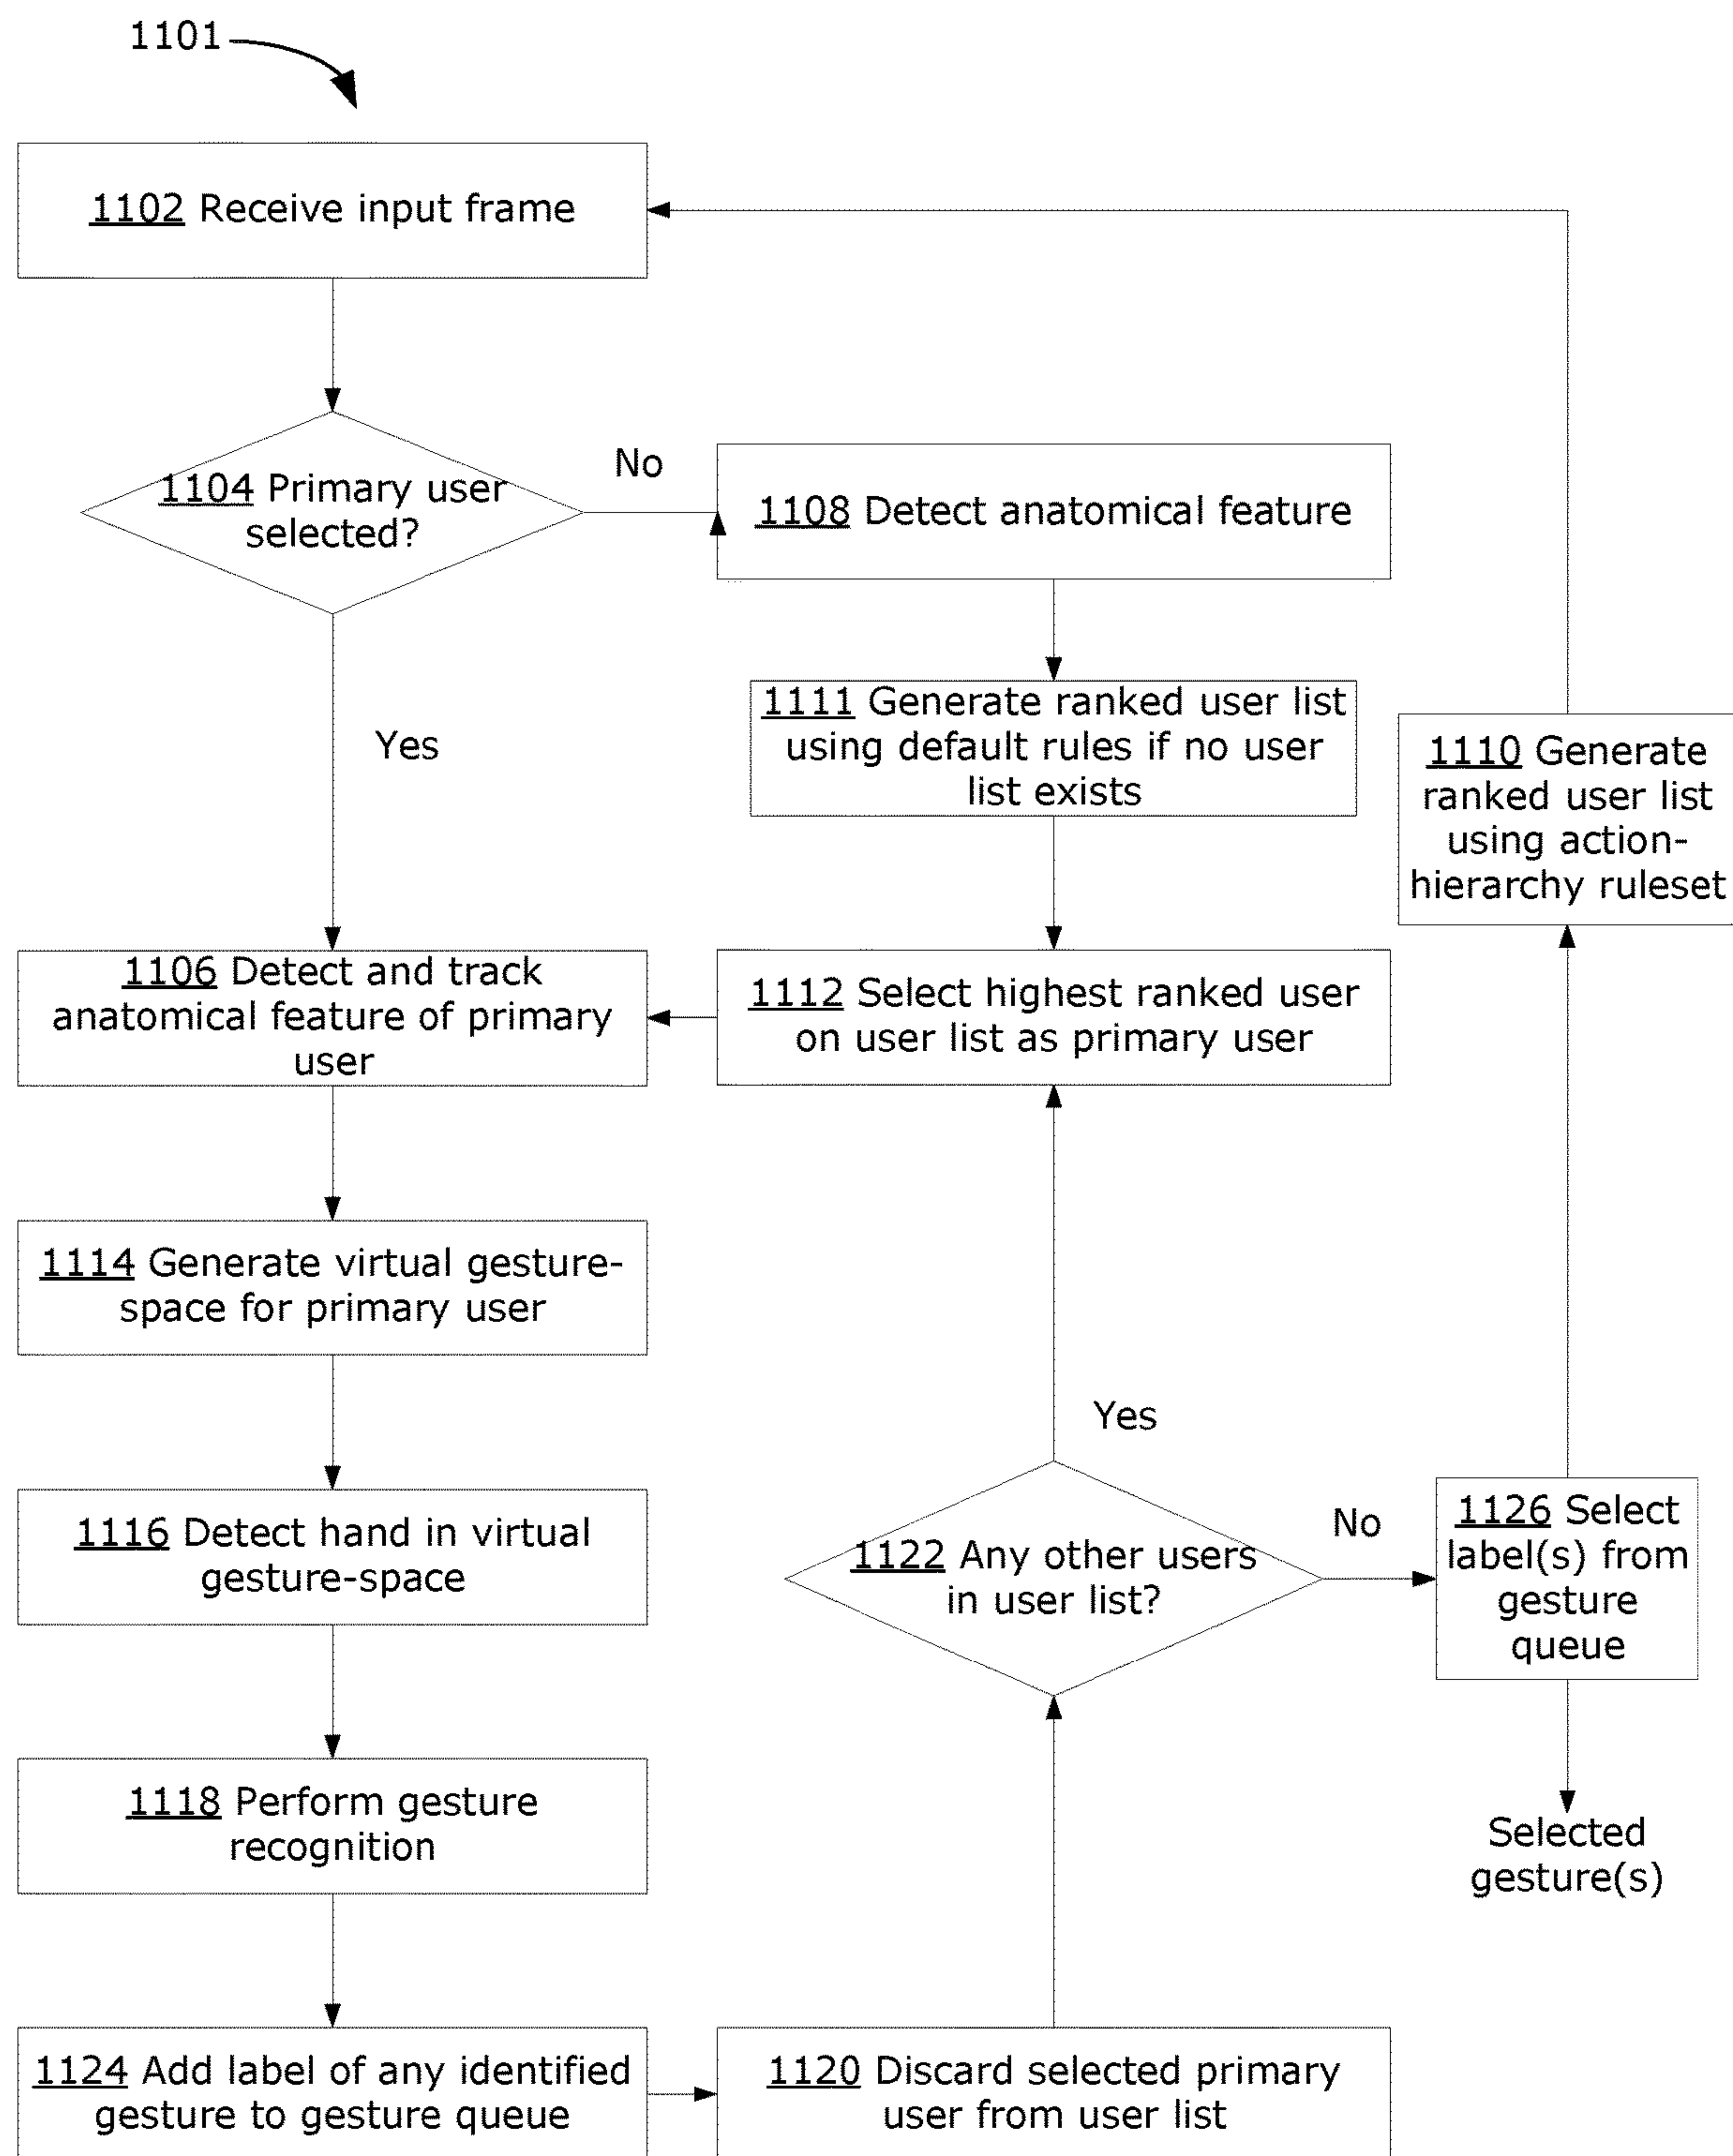 1101
1102 Receive input frame
1104 Primary user
selected?
No
1108 Detect anatomical feature
Yes
1111 Generate ranked user list
using default rules if no user
list exists
1110 Generate
ranked user list
using action-
hierarchy ruleset
1106 Detect and track
anatomical feature of primary
user
1112 Select highest ranked user
on user list as primary user
1114 Generate virtual gesture-
space for primary user
Yes
1116 Detect hand in virtual
gesture-space
1122 Any other users
in user list?
No
1126 Select
label(s) from
gesture
queue
1118 Perform gesture
recognition
Selected
gesture(s)
1124 Add label of any identified
gesture to gesture queue
1120 Discard selected primary
user from user list